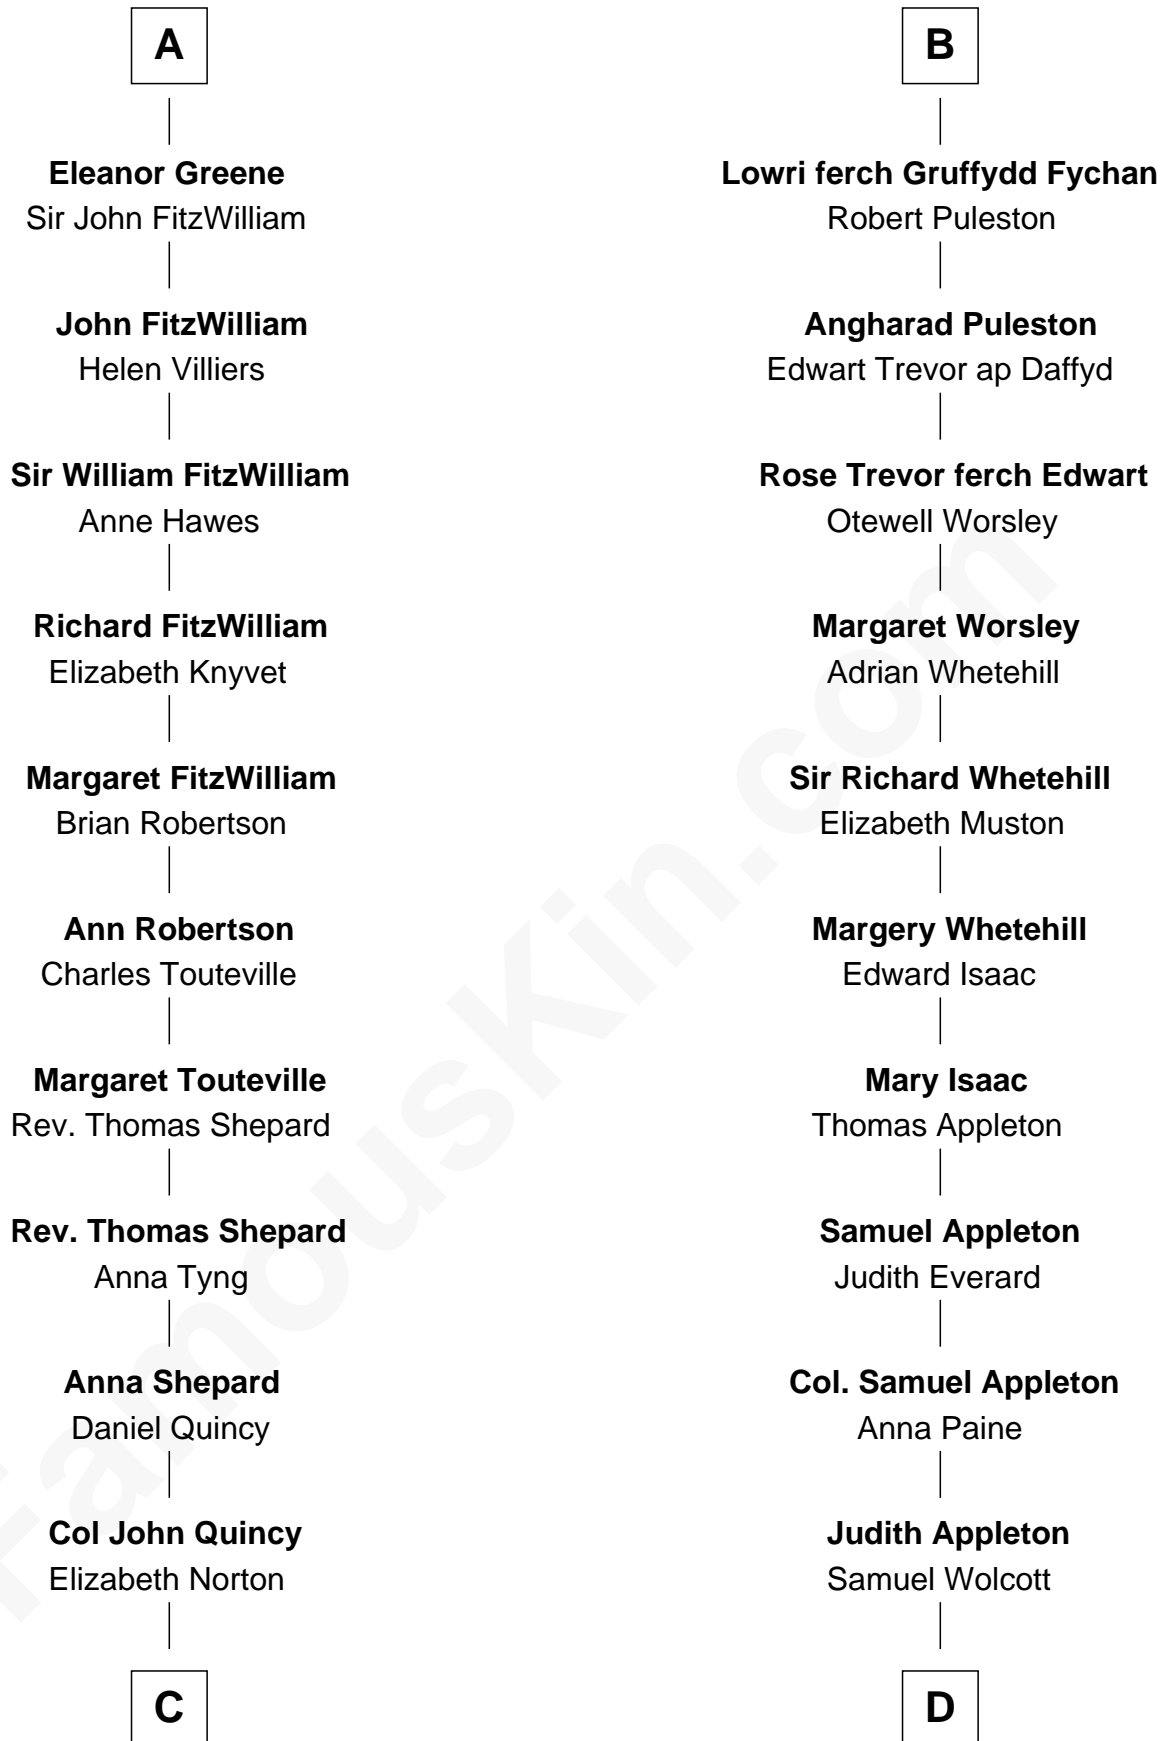 A
Eleanor Greene
Sir John FitzWilliam
John FitzWilliam
Helen Villiers
Sir William FitzWilliam
Anne Hawes
Richard FitzWilliam
Elizabeth Knyvet
Margaret FitzWilliam
Brian Robertson
Ann Robertson
Charles Touteville
Margaret Touteville
Rev. Thomas Shepard
Rev. Thomas Shepard
Anna Tyng
Anna Shepard
Daniel Quincy
Col John Quincy
Elizabeth Norton
C
B
Lowri ferch Gruffydd Fychan
Robert Puleston
Angharad Puleston
Edwart Trevor ap Daffyd
Rose Trevor ferch Edwart
Otewell Worsley
Margaret Worsley
Adrian Whetehill
Sir Richard Whetehill
Elizabeth Muston
Margery Whetehill
Edward Isaac
Mary Isaac
Thomas Appleton
Samuel Appleton
Judith Everard
Col. Samuel Appleton
Anna Paine
Judith Appleton
Samuel Wolcott
D
FamousKin.com